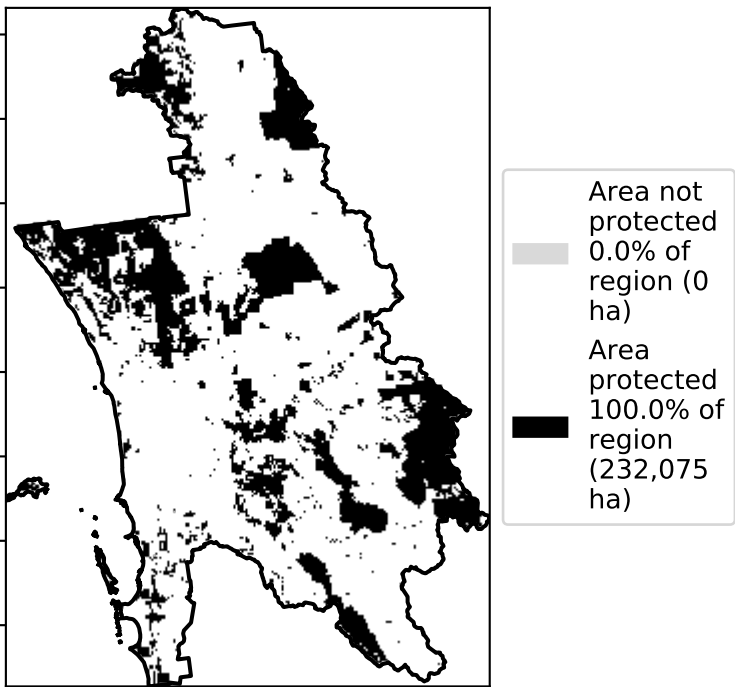 Area not
protected
0.0% of
region (0
ha)
Area
protected
100.0% of
region
(232,075
ha)